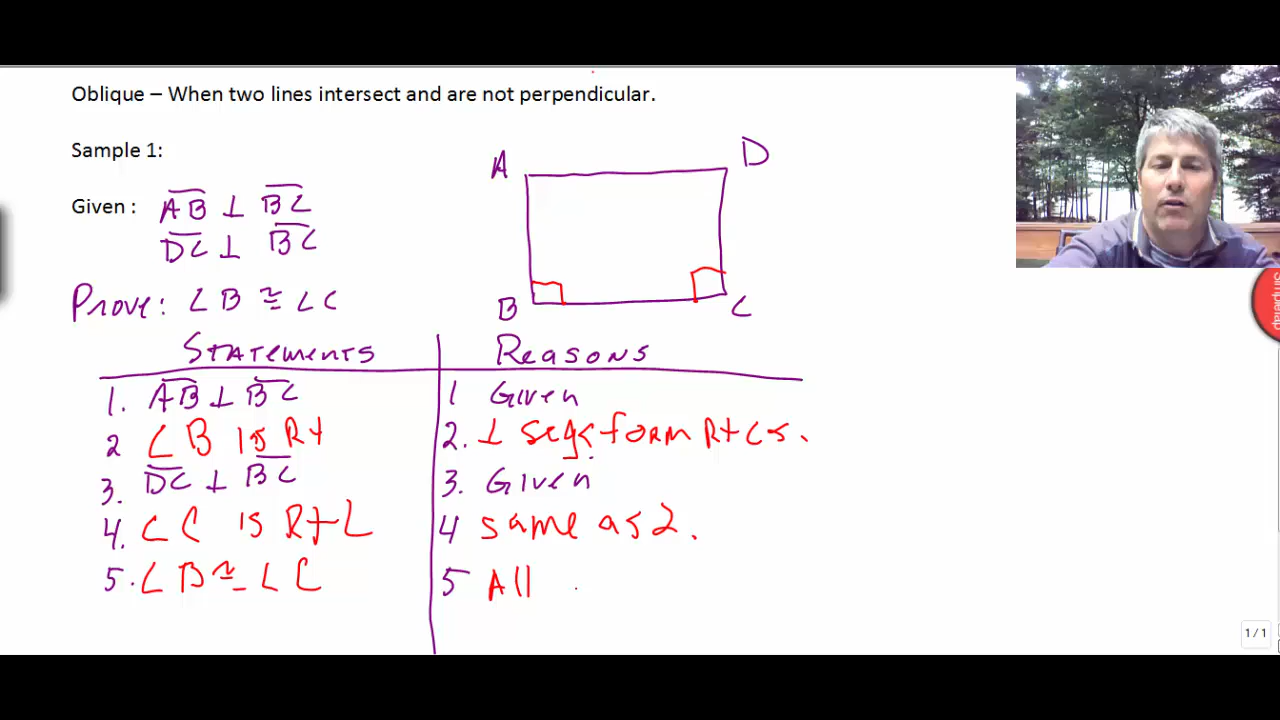 Oblique – When two lines intersect and are not perpendicular.
Sample 1:
A D
Given : AB ⊥ BC
DC ⊥ BC
B C
Prove: ∠B ≅ ∠C
Statements Reasons
1. AB ⊥ BC 1 Given
2 ∠B is Rt 2. ⊥ segs form Rt ∠s.
3. DC ⊥ BC 3. Given
4. ∠C is Rt ∠ 4 same as 2.
5. ∠B ≅ ∠C 5 All
1 / 1
simpletap